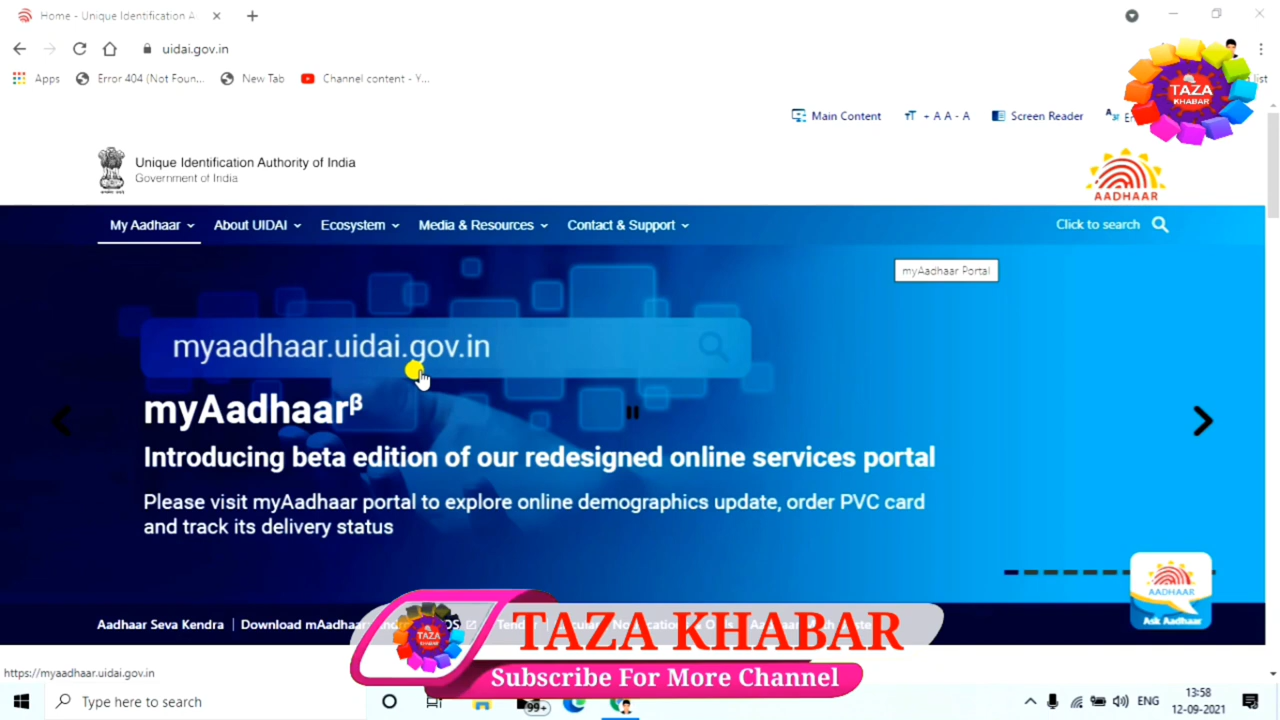 Home - Unique Identification A
uidai.gov.in
Apps
Error 404 (Not Foun...
New Tab
Channel content - Y...
TAZA
KHABAR
Main Content
+ A A - A
Screen Reader
Unique Identification Authority of India
Government of India
AADHAAR
My Aadhaar
About UIDAI
Ecosystem
Media & Resources
Contact & Support
Click to search
myAadhaar Portal
myaadhaar.uidai.gov.in
myAadhaarᵝ
Introducing beta edition of our redesigned online services portal
Please visit myAadhaar portal to explore online demographics update, order PVC card
and track its delivery status
AADHAAR
Ask Aadhaar
Aadhaar Seva Kendra
Download mAadhaar
TAZA
KHABAR
TAZA KHABAR
Subscribe For More Channel
https://myaadhaar.uidai.gov.in
Type here to search
99+
ENG
13:58
12-09-2021